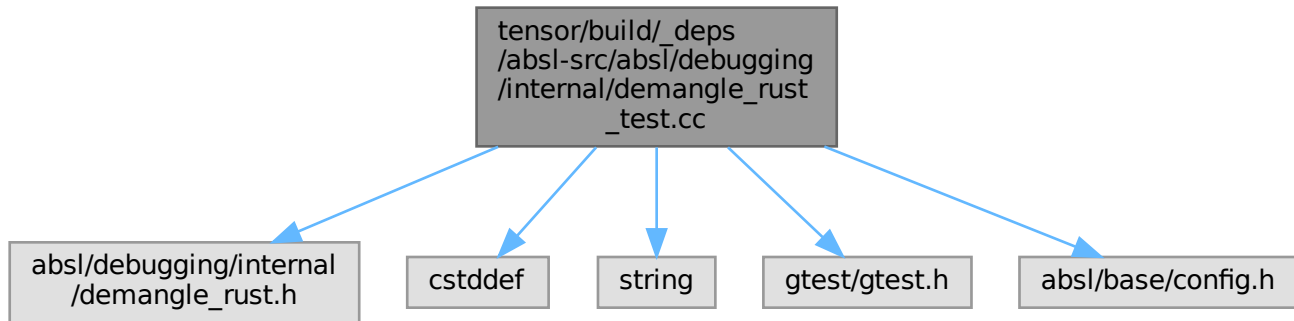 tensor/build/_deps
/absl-src/absl/debugging
/internal/demangle_rust
_test.cc
absl/debugging/internal
/demangle_rust.h
cstddef
string
gtest/gtest.h
absl/base/config.h